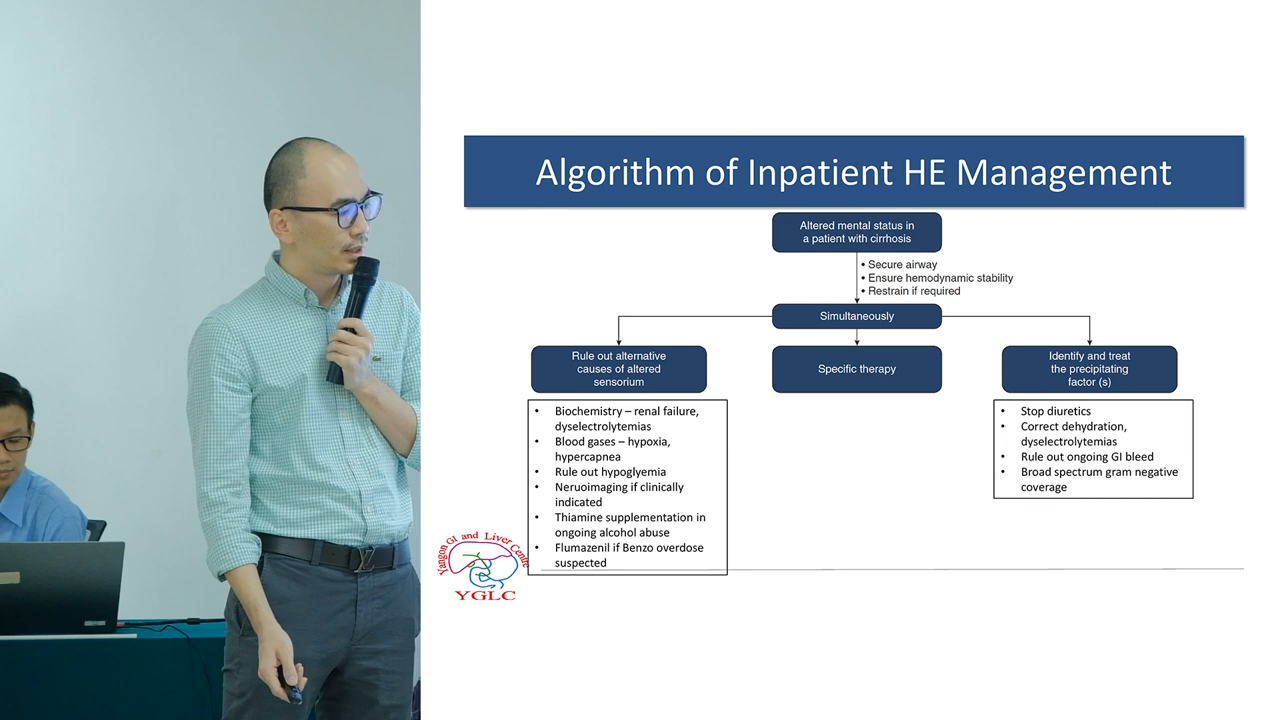 Algorithm of Inpatient HE Management
Altered mental status in
a patient with cirrhosis
• Secure airway
• Ensure hemodynamic stability
• Restrain if required
Simultaneously
Rule out alternative
causes of altered
sensorium
Specific therapy
Identify and treat
the precipitating
factor (s)
• Biochemistry – renal failure,
dyselectrolytemias
• Blood gases – hypoxia,
hypercapnea
• Rule out hypoglyemia
• Neruoimaging if clinically
indicated
• Thiamine supplementation in
ongoing alcohol abuse
• Flumazenil if Benzo overdose
suspected
• Stop diuretics
• Correct dehydration,
dyselectrolytemias
• Rule out ongoing GI bleed
• Broad spectrum gram negative
coverage
Yangon GI and Liver Centre
YGLC